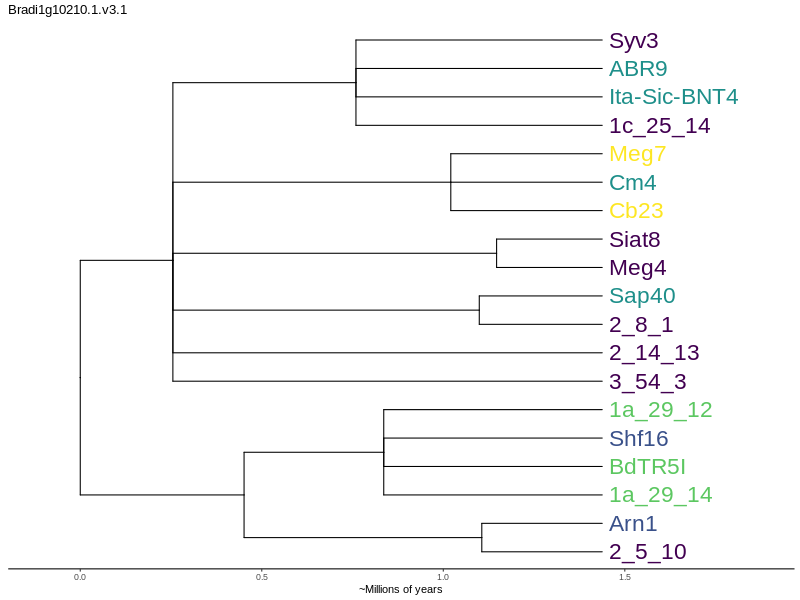 Bradi1g10210.1.v3.1
Syv3
ABR9
Ita-Sic-BNT4
1c_25_14
Meg7
Cm4
Cb23
Siat8
Meg4
Sap40
2_8_1
2_14_13
3_54_3
1a_29_12
Shf16
BdTR5I
1a_29_14
Arn1
2_5_10
0.0 0.5 1.0 1.5
~Millions of years